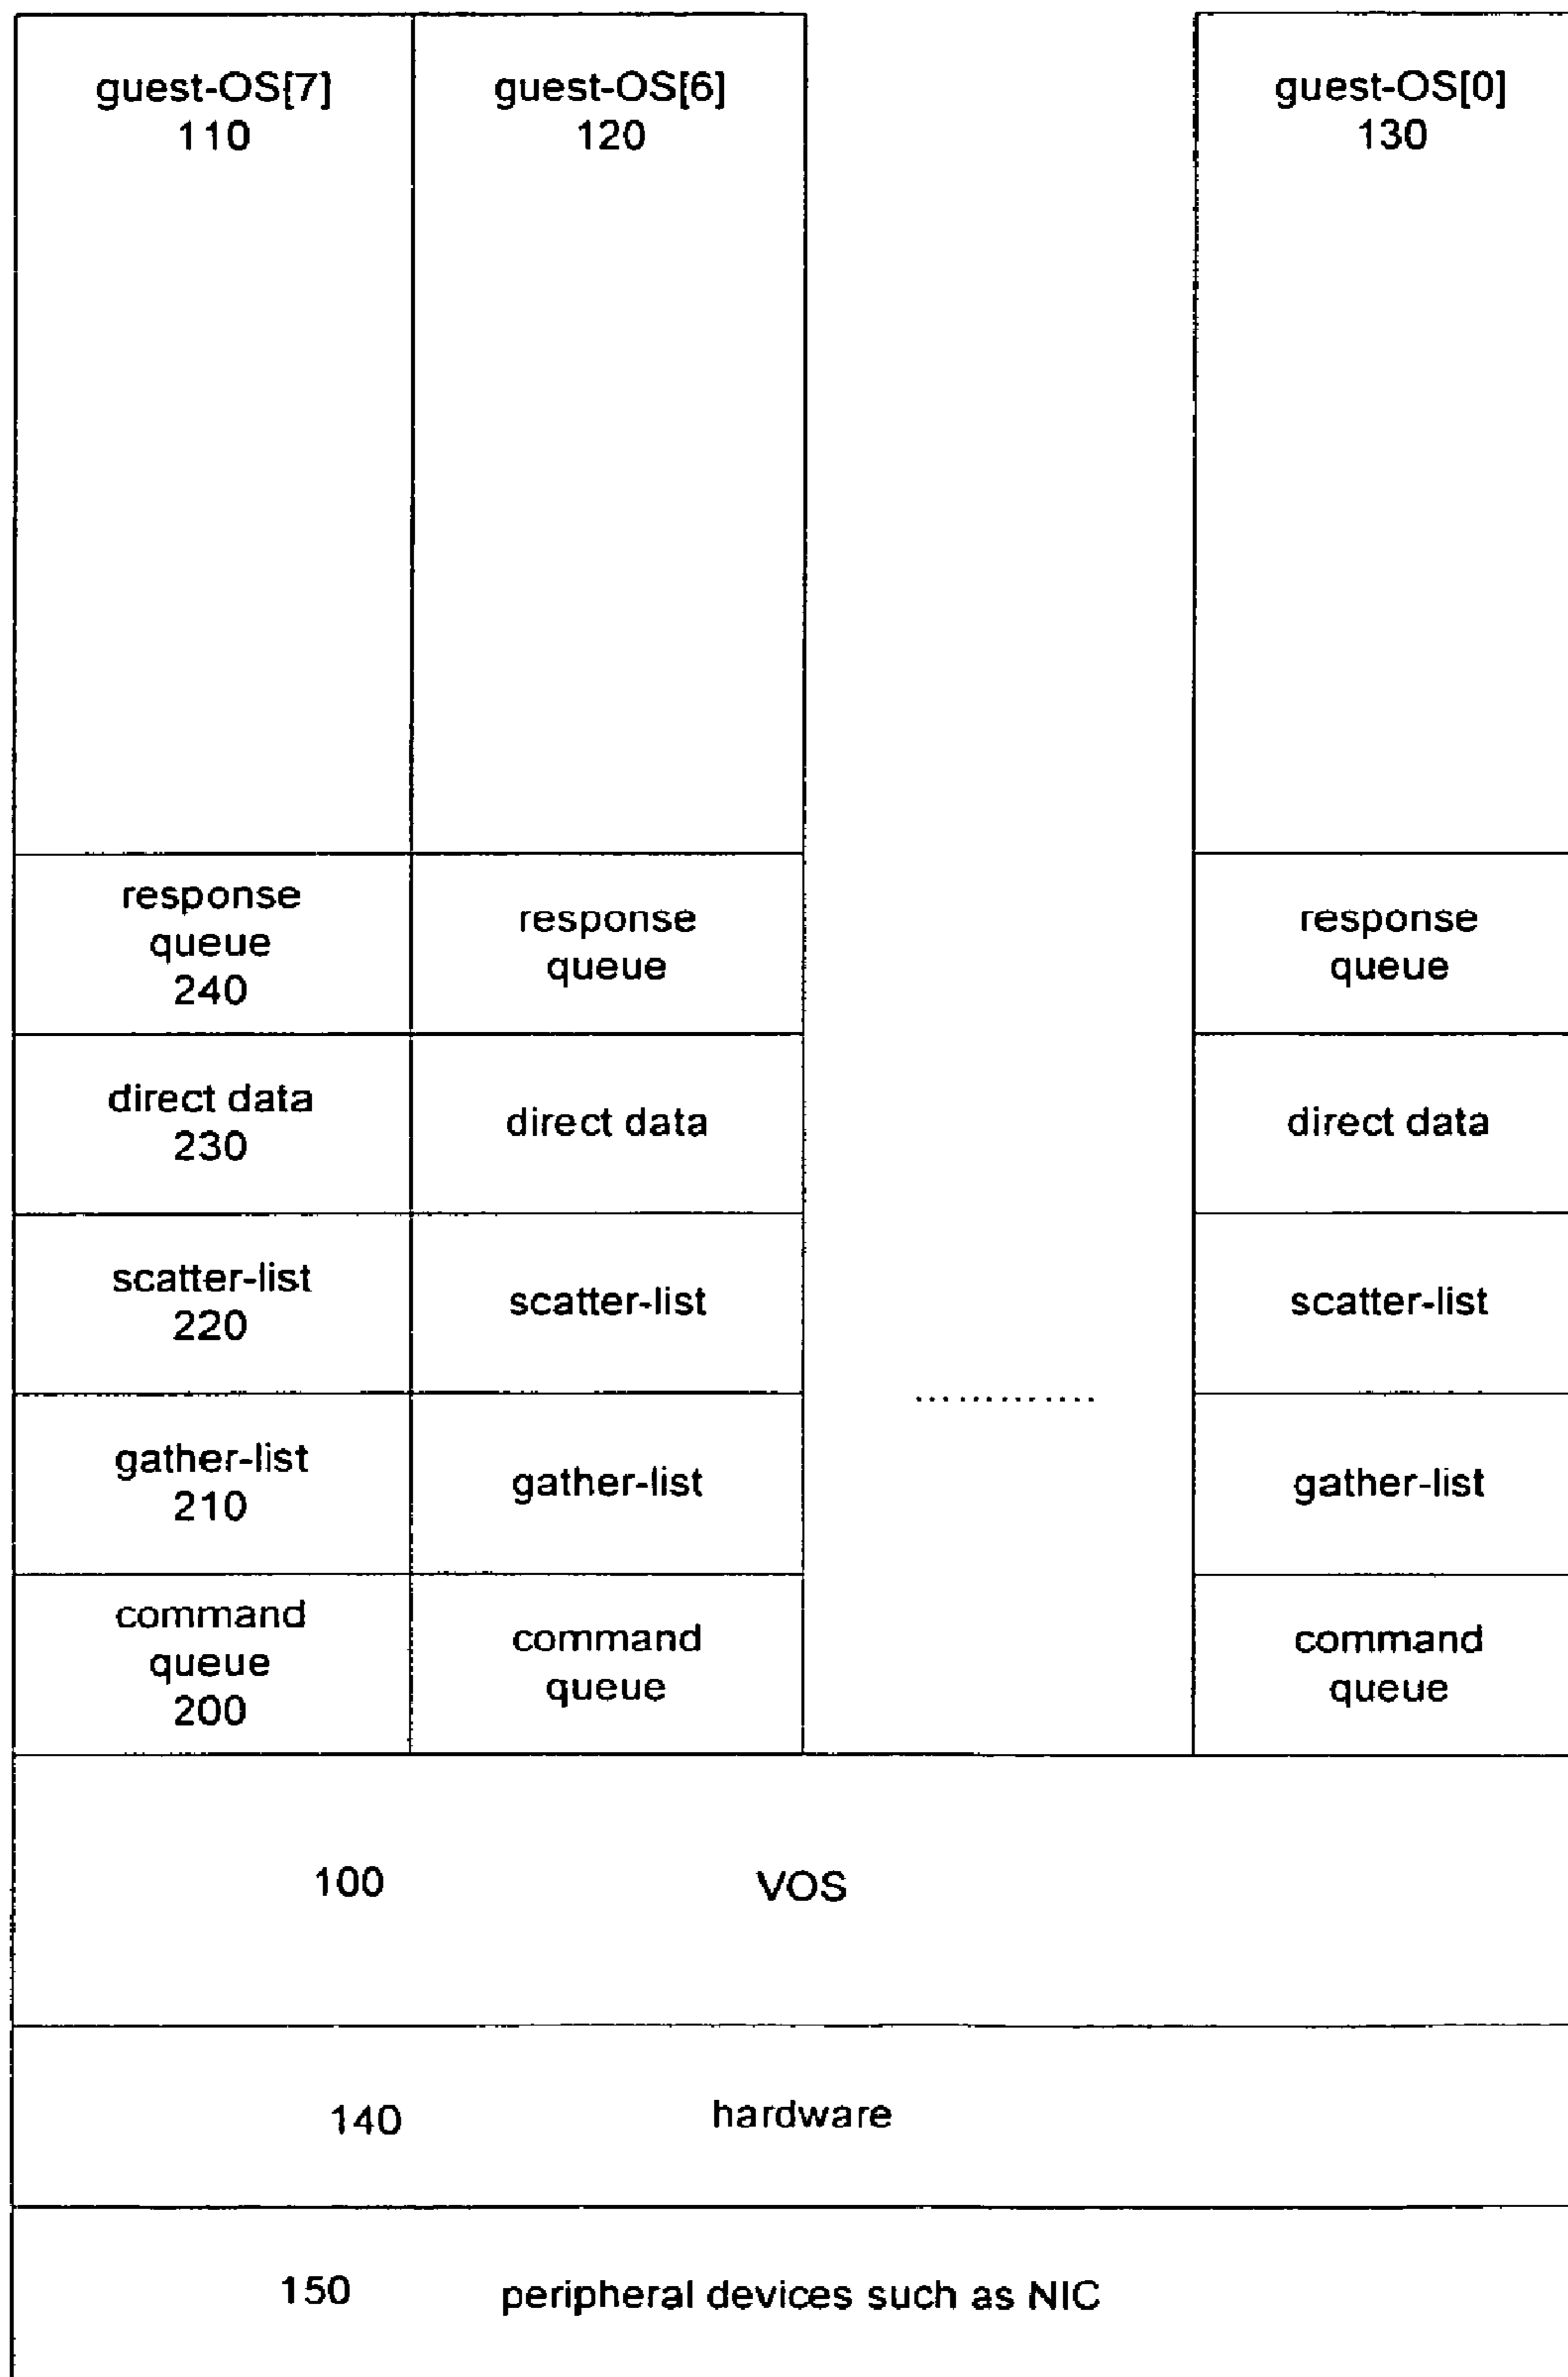 guest-OS[7]
110
guest-OS[6]
120
guest-OS[0]
130
response
queue
240
response
queue
response
queue
direct data
230
direct data
direct data
scatter-list
220
scatter-list
scatter-list
.............
gather-list
210
gather-list
gather-list
command
queue
200
command
queue
command
queue
100 VOS
140 hardware
150 peripheral devices such as NIC